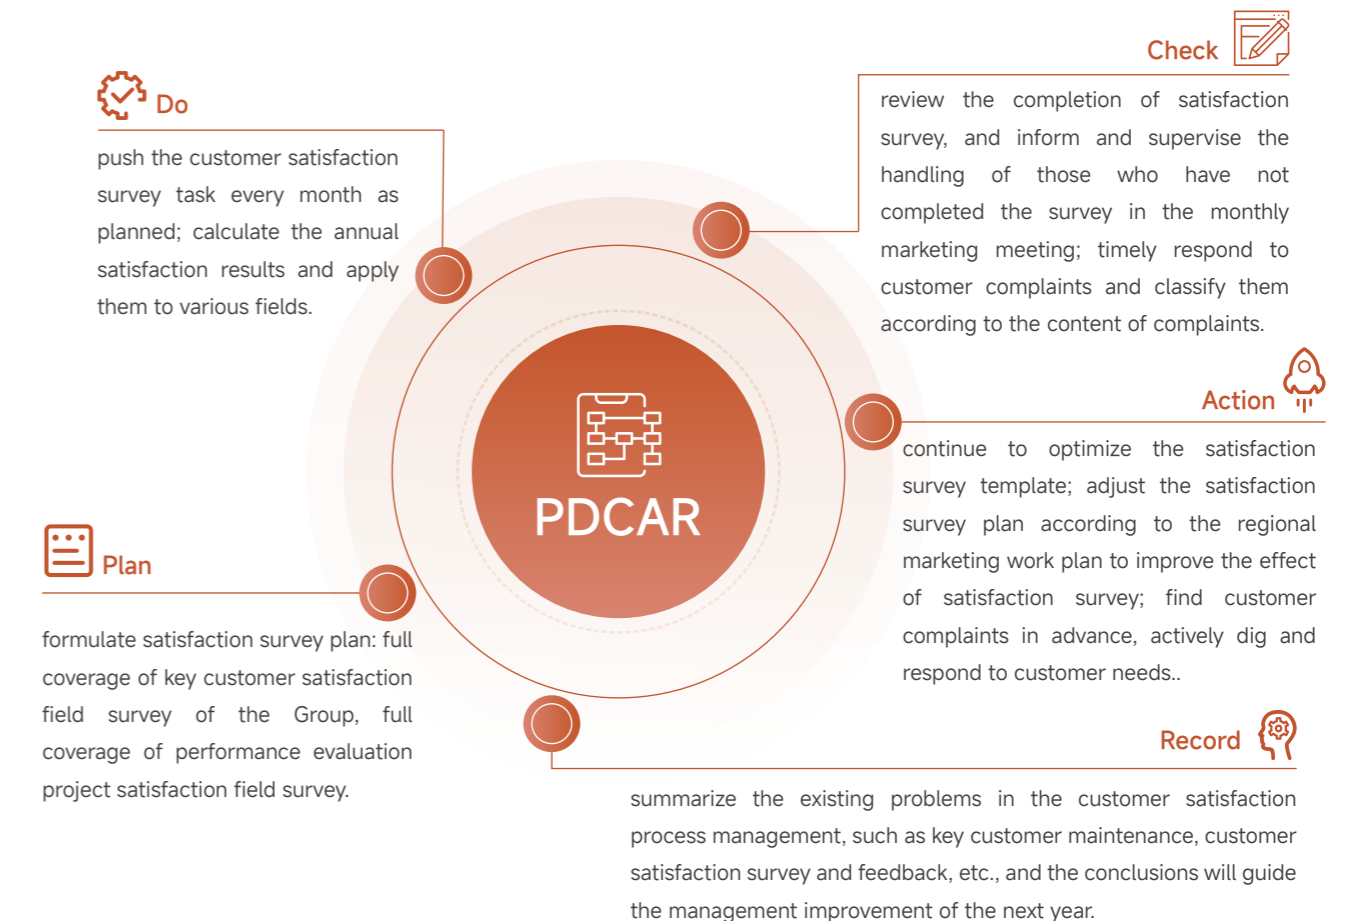 Check
review the completion of satisfaction
survey, and inform and supervise the
handling of those who have not
completed the survey in the monthly
marketing meeting; timely respond to
customer complaints and classify them
according to the content of complaints.
Do
push the customer satisfaction
survey task every month as
planned; calculate the annual
satisfaction results and apply
them to various fields.
Action
continue to optimize the satisfaction
survey template; adjust the satisfaction
survey plan according to the regional
marketing work plan to improve the effect
of satisfaction survey; find customer
complaints in advance, actively dig and
respond to customer needs..
PDCAR
Plan
formulate satisfaction survey plan: full
coverage of key customer satisfaction
field survey of the Group, full
coverage of performance evaluation
project satisfaction field survey.
Record
summarize the existing problems in the customer satisfaction
process management, such as key customer maintenance, customer
satisfaction survey and feedback, etc., and the conclusions will guide
the management improvement of the next year.